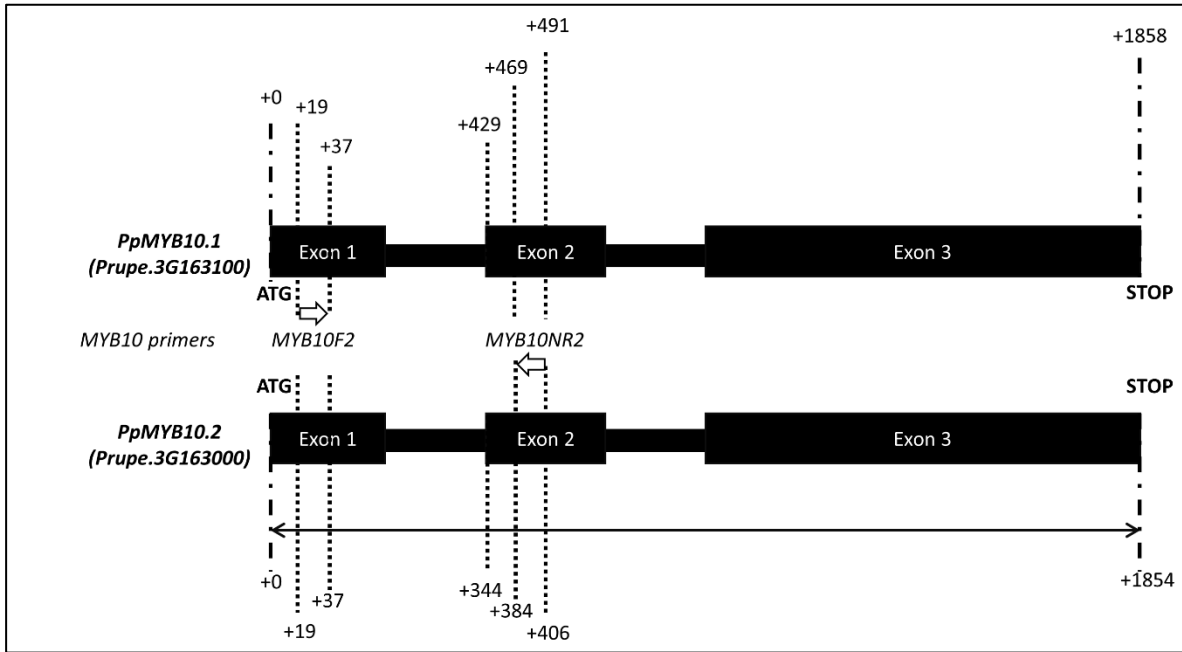 +491
+1858
+469
+0
+19
+429
+37
PpMYB10.1
(Prupe.3G163100)
Exon 1
Exon 2
Exon 3
ATG
STOP
MYB10 primers
MYB10F2
MYB10NR2
ATG
STOP
PpMYB10.2
(Prupe.3G163000)
Exon 1
Exon 2
Exon 3
+0
+344
+1854
+37
+384
+19
+406